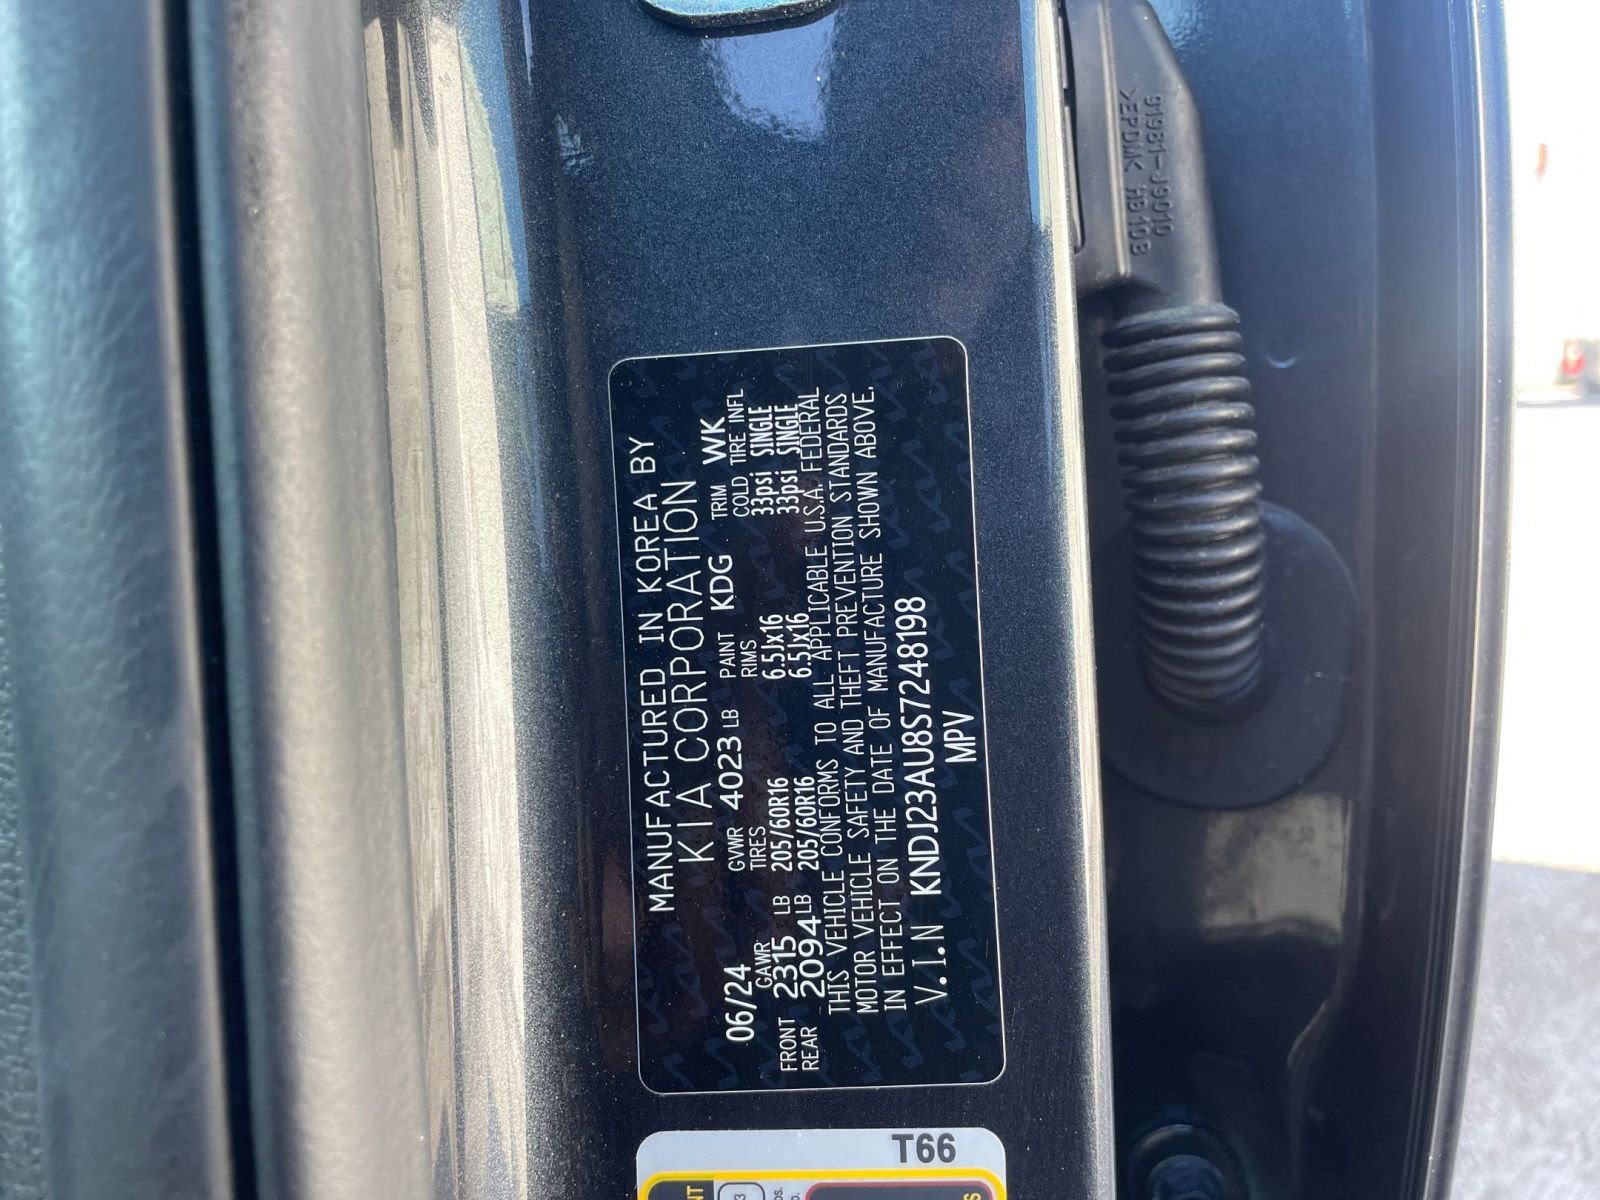 MANUFACTURED IN KOREA BY
KIA CORPORATION
06/24 GVWR 4023 LB PAINT KDG TRIM WK
GAWR TIRES RIMS COLD TIRE INFL
FRONT 2315 LB 205/60R16 6.5Jx16 33psi SINGLE
REAR 2094 LB 205/60R16 6.5Jx16 33psi SINGLE
THIS VEHICLE CONFORMS TO ALL APPLICABLE U.S.A. FEDERAL
MOTOR VEHICLE SAFETY AND THEFT PREVENTION STANDARDS
IN EFFECT ON THE DATE OF MANUFACTURE SHOWN ABOVE.
V.I.N KNDJ23AU8S7248198
MPV
91981-J9010
>EPDMK
T66